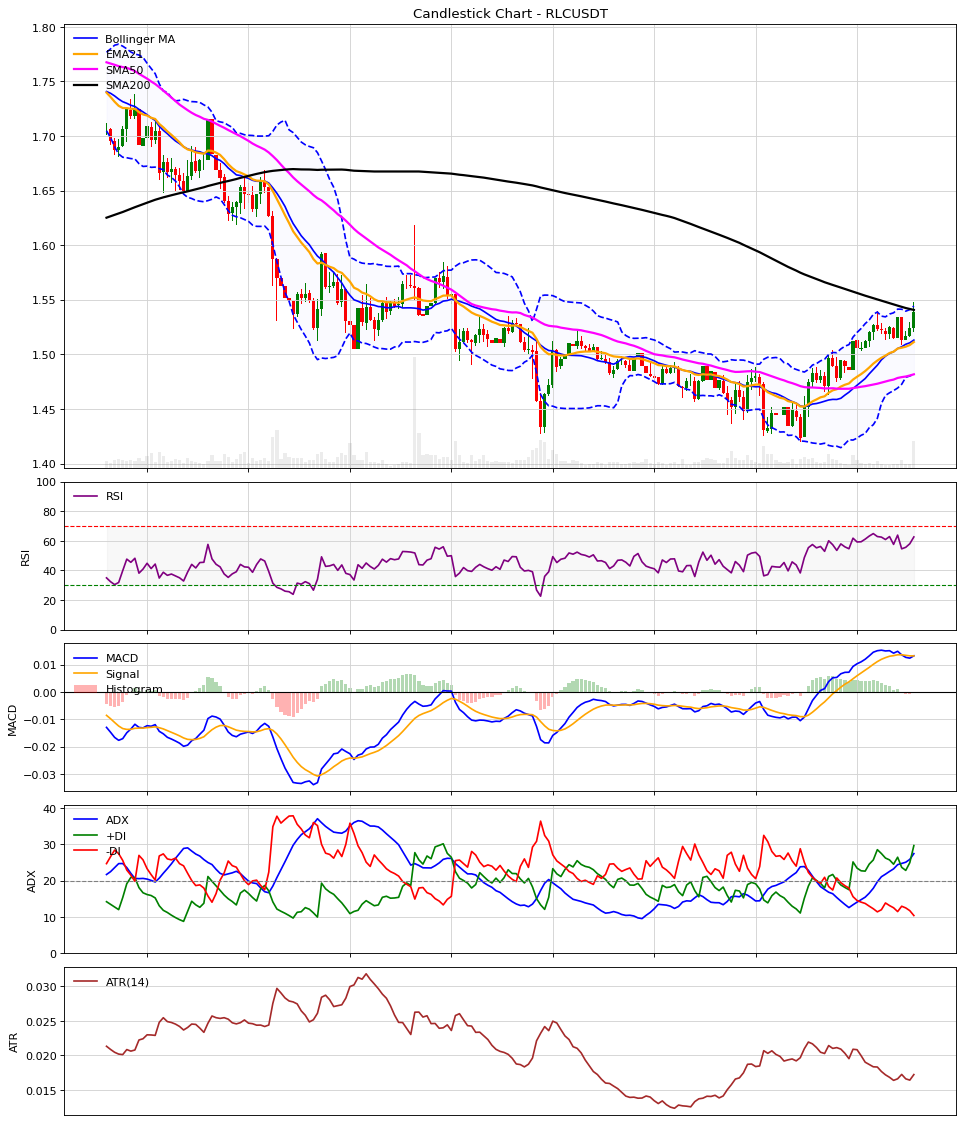 Candlestick Chart - RLCUSDT
1.80
1.75
1.70
1.65
1.60
1.55
1.50
1.45
1.40
Bollinger MA
EMA21
SMA50
SMA200
100
80
60
40
20
0
RSI
RSI
0.01
0.00
−0.01
−0.02
−0.03
MACD
MACD
Signal
Histogram
40
30
20
10
0
ADX
ADX
+DI
-DI
0.030
0.025
0.020
0.015
ATR
ATR(14)